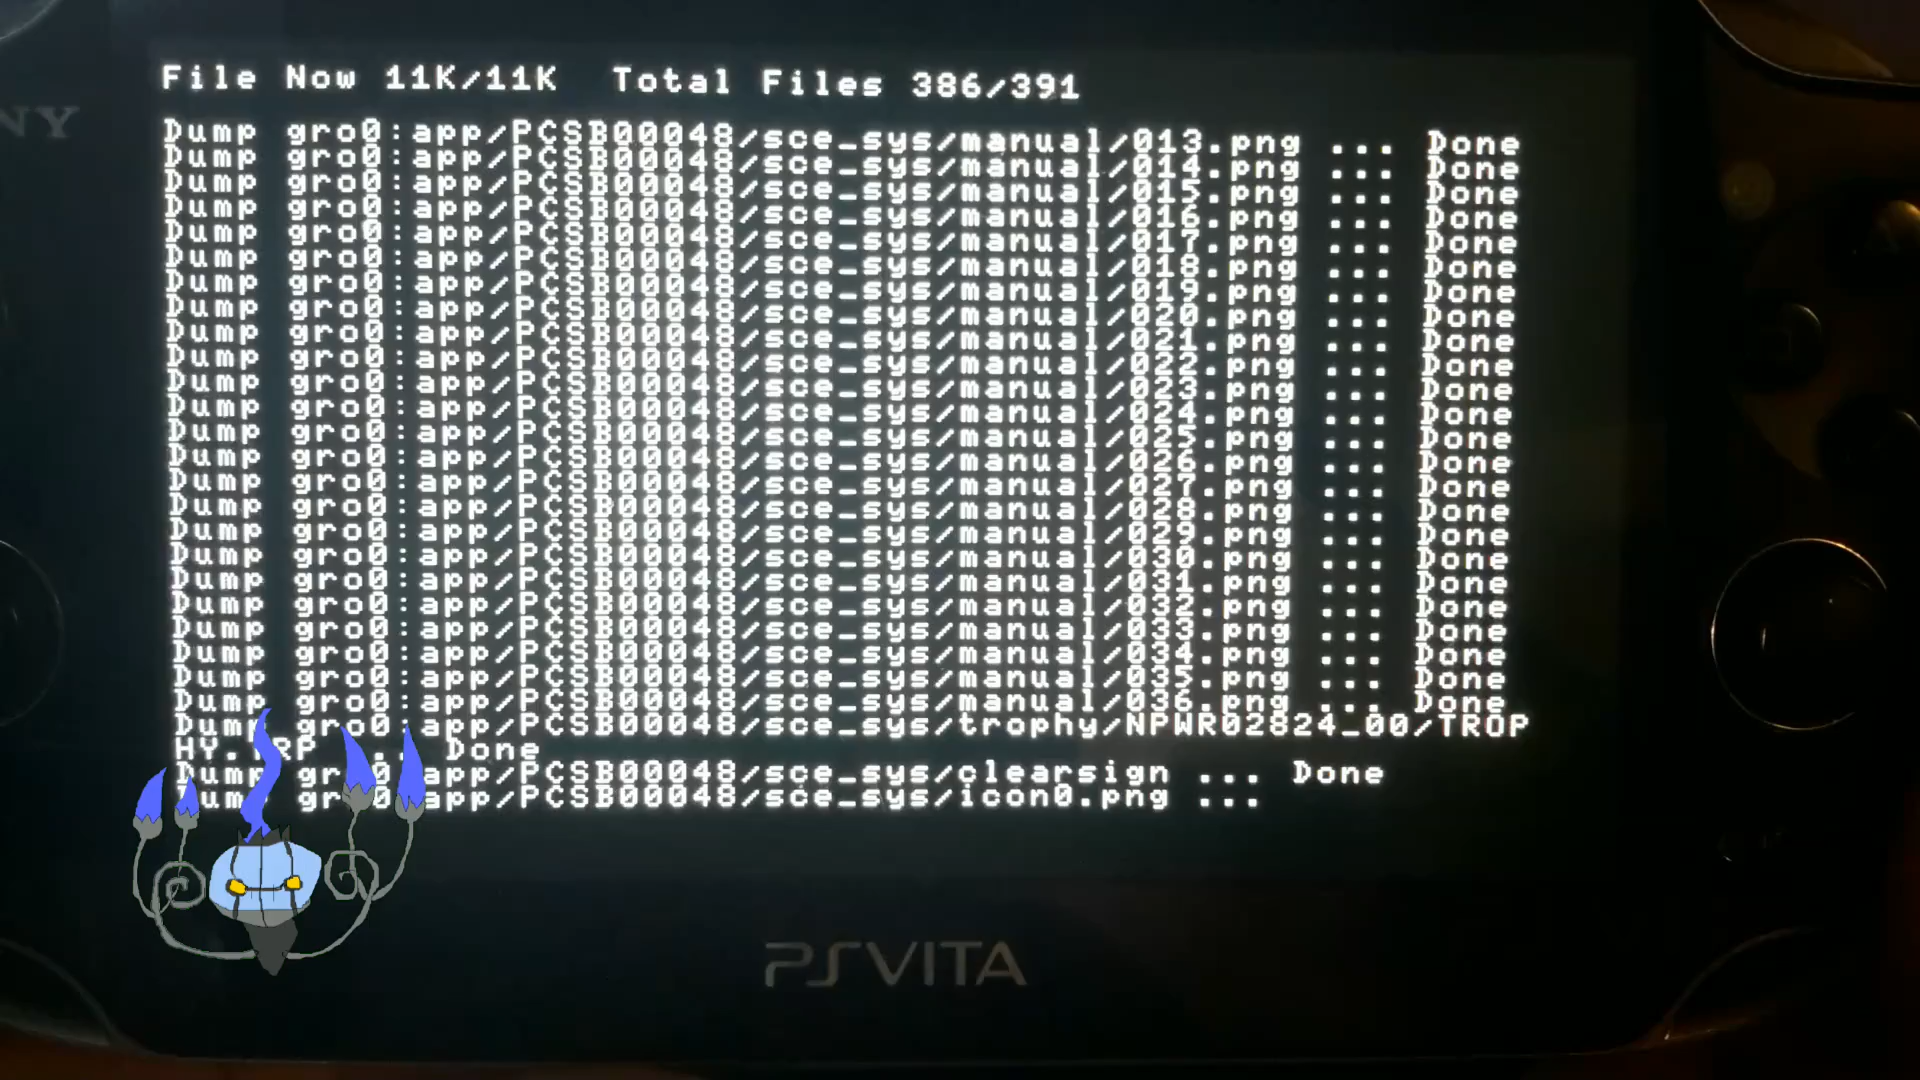 File Now 11K/11K Total Files 386/391
NY
Dump gro0:app/PCSB00048/sce_sys/manual/013.png ... Done
Dump gro0:app/PCSB00048/sce_sys/manual/014.png ... Done
Dump gro0:app/PCSB00048/sce_sys/manual/015.png ... Done
Dump gro0:app/PCSB00048/sce_sys/manual/016.png ... Done
Dump gro0:app/PCSB00048/sce_sys/manual/017.png ... Done
Dump gro0:app/PCSB00048/sce_sys/manual/018.png ... Done
Dump gro0:app/PCSB00048/sce_sys/manual/019.png ... Done
Dump gro0:app/PCSB00048/sce_sys/manual/020.png ... Done
Dump gro0:app/PCSB00048/sce_sys/manual/021.png ... Done
Dump gro0:app/PCSB00048/sce_sys/manual/022.png ... Done
Dump gro0:app/PCSB00048/sce_sys/manual/023.png ... Done
Dump gro0:app/PCSB00048/sce_sys/manual/024.png ... Done
Dump gro0:app/PCSB00048/sce_sys/manual/025.png ... Done
Dump gro0:app/PCSB00048/sce_sys/manual/026.png ... Done
Dump gro0:app/PCSB00048/sce_sys/manual/027.png ... Done
Dump gro0:app/PCSB00048/sce_sys/manual/028.png ... Done
Dump gro0:app/PCSB00048/sce_sys/manual/029.png ... Done
Dump gro0:app/PCSB00048/sce_sys/manual/030.png ... Done
Dump gro0:app/PCSB00048/sce_sys/manual/031.png ... Done
Dump gro0:app/PCSB00048/sce_sys/manual/032.png ... Done
Dump gro0:app/PCSB00048/sce_sys/manual/033.png ... Done
Dump gro0:app/PCSB00048/sce_sys/manual/034.png ... Done
Dump gro0:app/PCSB00048/sce_sys/manual/035.png ... Done
Dump gro0:app/PCSB00048/sce_sys/manual/036.png ... Done
Dump gro0:app/PCSB00048/sce_sys/trophy/NPWR02824_00/TROP
HY.TRP ... Done
Dump gro0:app/PCSB00048/sce_sys/clearsign ... Done
Dump gro0:app/PCSB00048/sce_sys/icon0.png ...
PSVITA